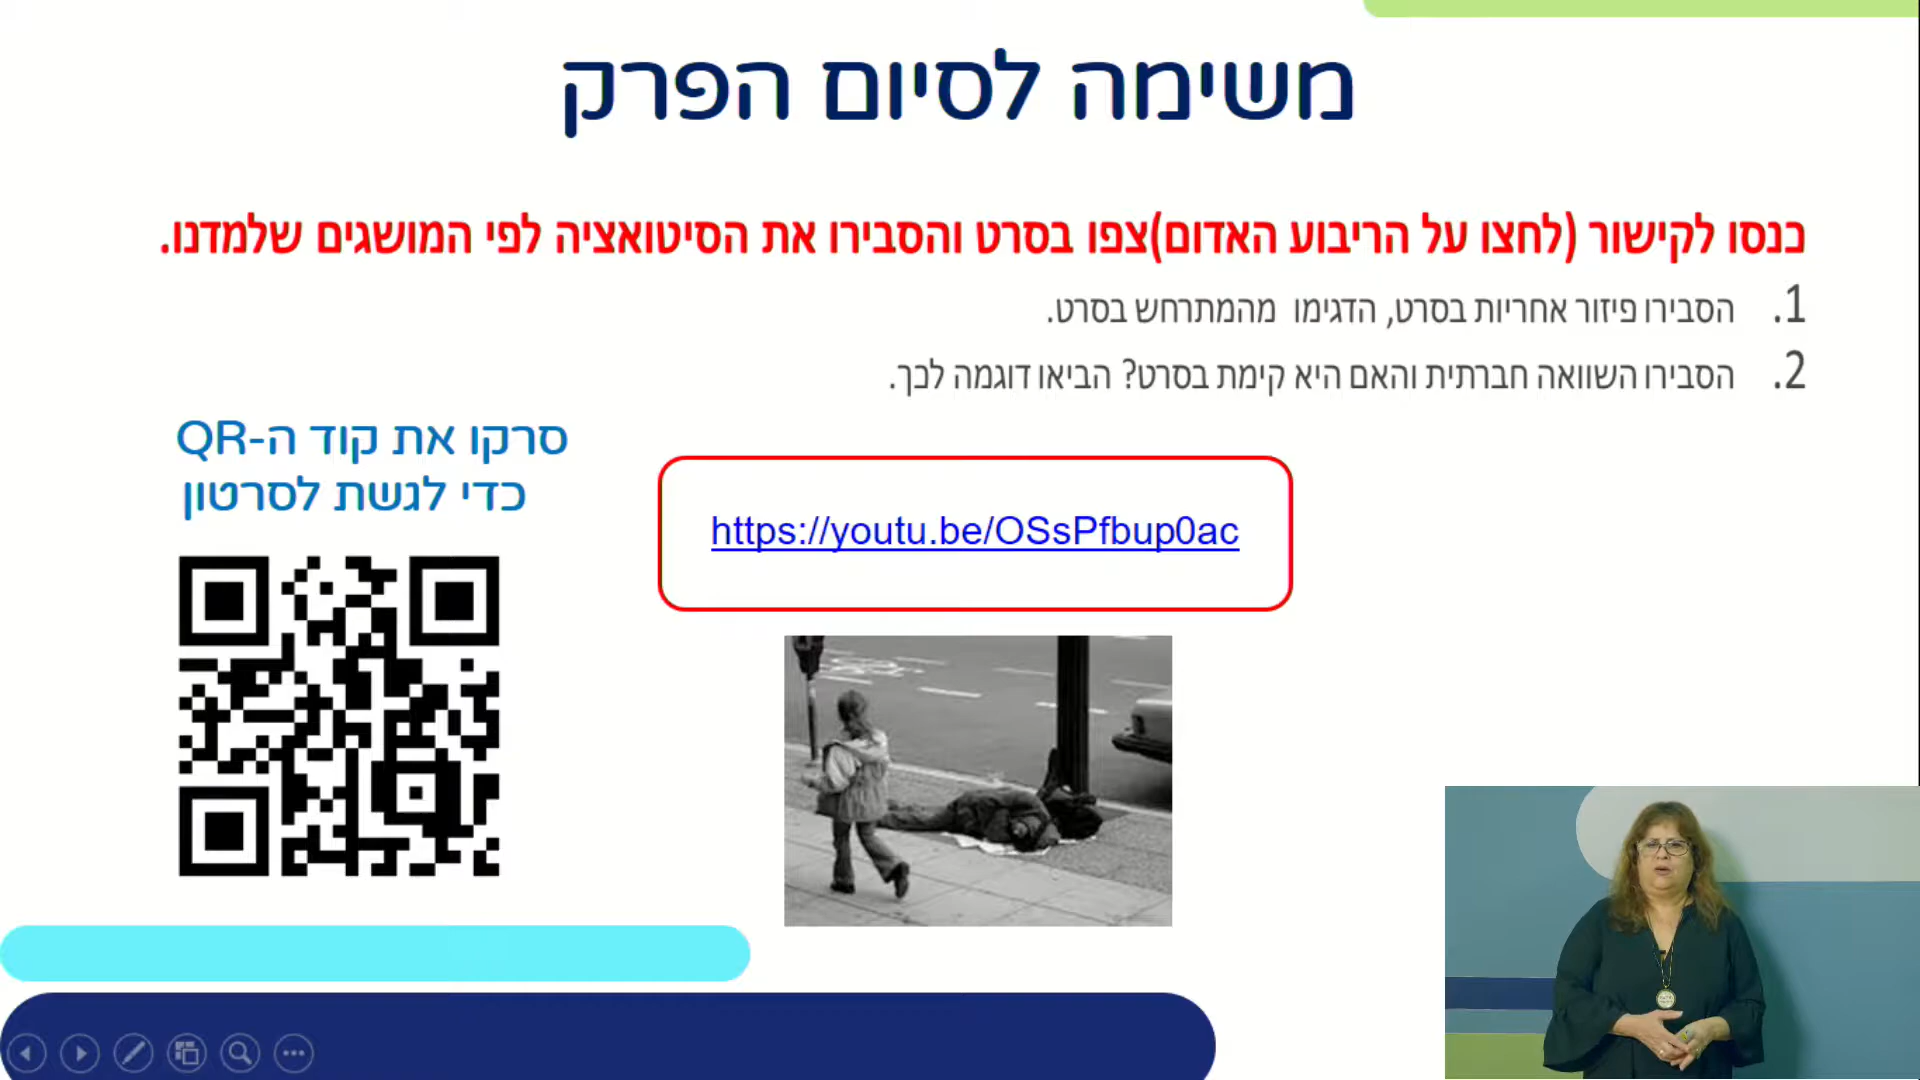 משימה לסיום הפרק
כנסו לקישור (לחצו על הריבוע האדום)צפו בסרט והסבירו את הסיטואציה לפי המושגים שלמדנו.
1. הסבירו פיזור אחריות בסרט, הדגימו מהמתרחש בסרט.
2. הסבירו השוואה חברתית והאם היא קימת בסרט? הביאו דוגמה לכך.
סרקו את קוד ה-QR
כדי לגשת לסרטון
https://youtu.be/OSsPfbup0ac